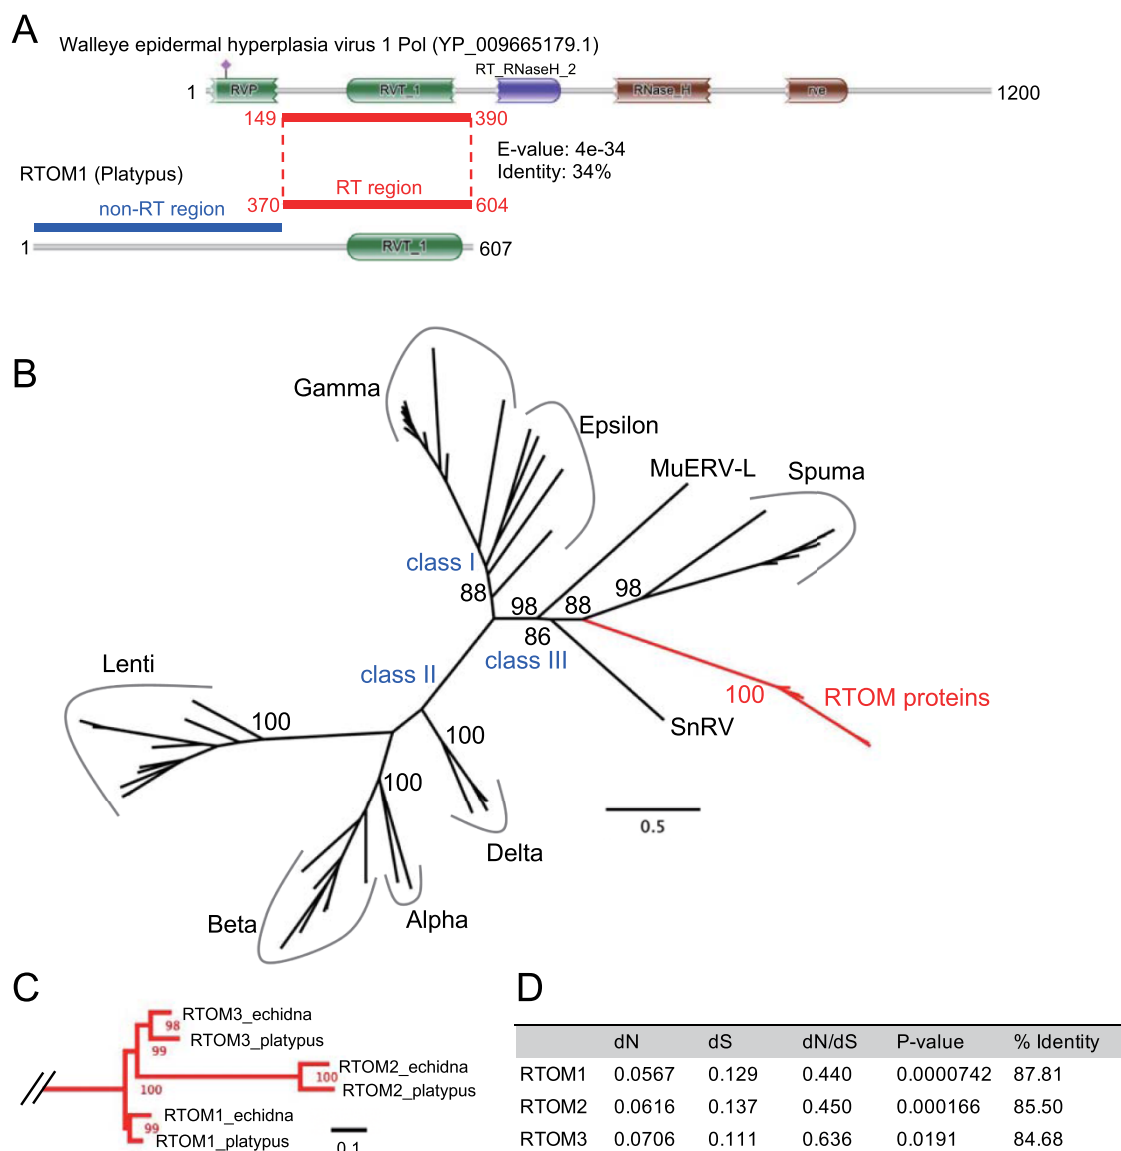 A
Walleye epidermal hyperplasia virus 1 Pol (YP_009665179.1)
RT_RNaseH_2
1 RVP RVT_1 RNase_H rve 1200
149 390
E-value: 4e-34
Identity: 34%
RTOM1 (Platypus)
RT region
non-RT region 370 604
1 RVT_1 607
B
Gamma
Epsilon
MuERV-L
Spuma
class I
88
98
88
98
86
class III
class II
Lenti
100
100
RTOM proteins
SnRV
100
100
0.5
Delta
Beta
Alpha
C
RTOM3_echidna
98
RTOM3_platypus
99
RTOM2_echidna
100
RTOM2_platypus
100
RTOM1_echidna
99
RTOM1_platypus
0.1
D
dN dS dN/dS P-value % Identity
RTOM1 0.0567 0.129 0.440 0.0000742 87.81
RTOM2 0.0616 0.137 0.450 0.000166 85.50
RTOM3 0.0706 0.111 0.636 0.0191 84.68